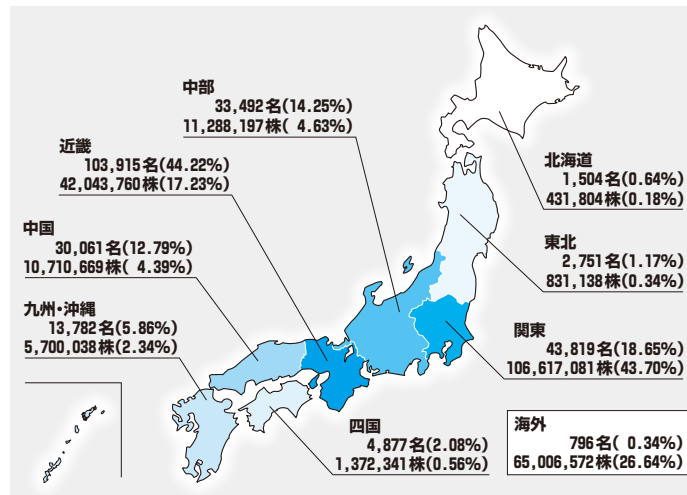 中部
33,492名(14.25%)
11,288,197株( 4.63%)
近畿
103,915名(44.22%)
42,043,760株(17.23%)
中国
30,061名(12.79%)
10,710,669株( 4.39%)
九州・沖縄
13,782名(5.86%)
5,700,038株(2.34%)
北海道
1,504名(0.64%)
431,804株(0.18%)
東北
2,751名(1.17%)
831,138株(0.34%)
関東
43,819名(18.65%)
106,617,081株(43.70%)
四国
4,877名(2.08%)
1,372,341株(0.56%)
海外
796名( 0.34%)
65,006,572株(26.64%)